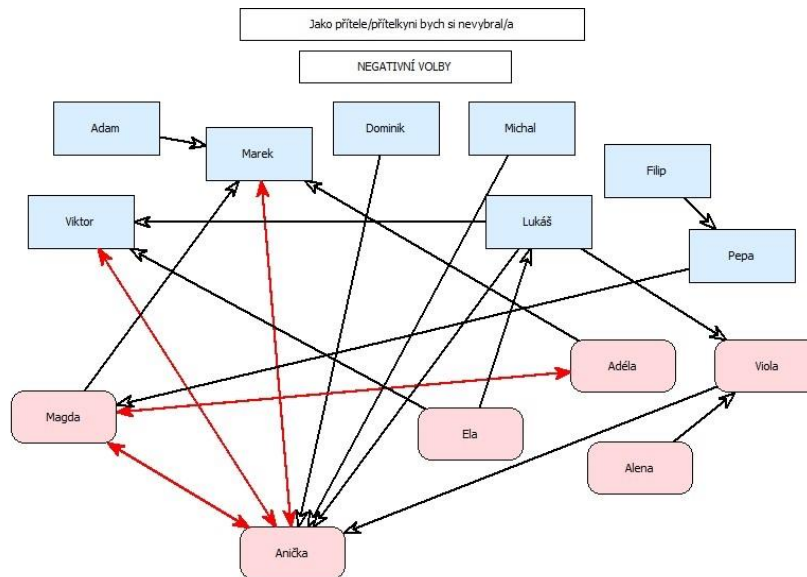 Jako přítele/přítelkyni bych si nevybral/a
NEGATIVNÍ VOLBY
Adam
Marek
Dominik
Michal
Filip
Viktor
Lukáš
Pepa
Adéla
Viola
Magda
Ela
Alena
Anička